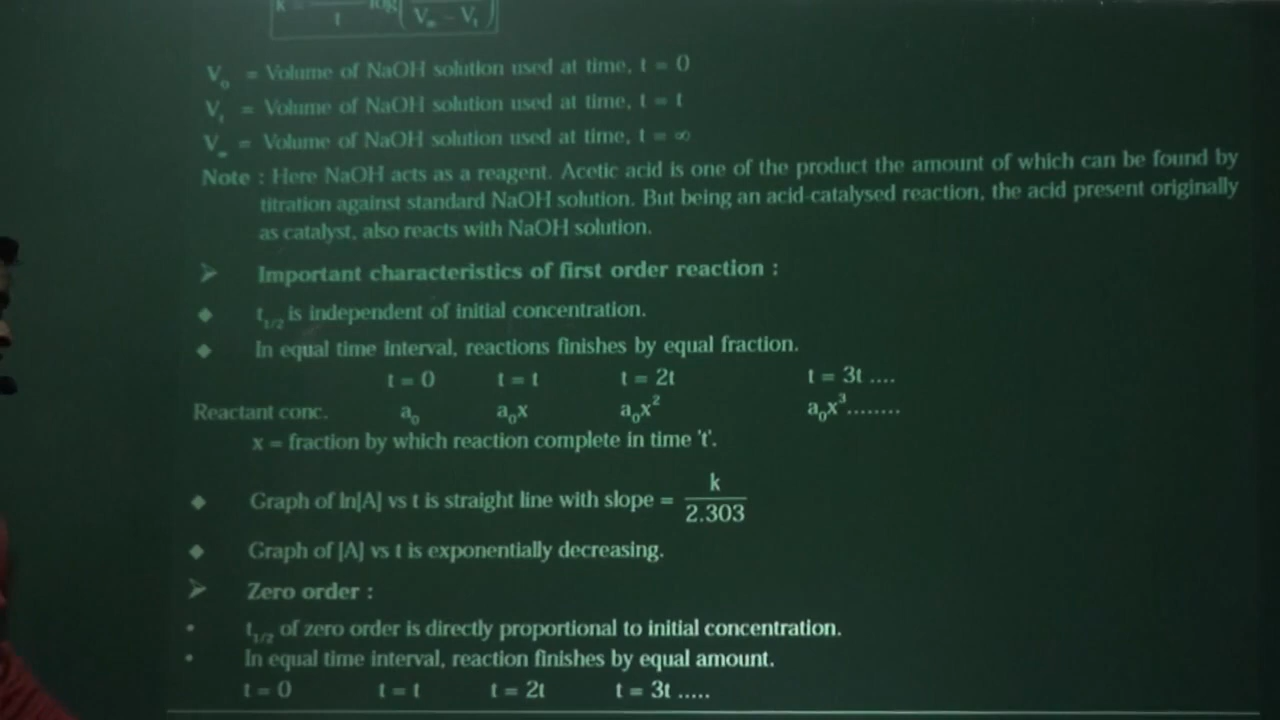 t
V∞ - Vt
V0 = Volume of NaOH solution used at time, t = 0
Vt = Volume of NaOH solution used at time, t = t
V∞ = Volume of NaOH solution used at time, t = ∞
Note : Here NaOH acts as a reagent. Acetic acid is one of the product the amount of which can be found by
titration against standard NaOH solution. But being an acid-catalysed reaction, the acid present originally
as catalyst, also reacts with NaOH solution.
➢ Important characteristics of first order reaction :
◆ t1/2 is independent of initial concentration.
◆ In equal time interval, reactions finishes by equal fraction.
t = 0 t = t t = 2t t = 3t ....
Reactant conc. a₀ a₀x a₀x² a₀x³........
x = fraction by which reaction complete in time 't'.
◆ Graph of ln[A] vs t is straight line with slope = k
2.303
◆ Graph of [A] vs t is exponentially decreasing.
➢ Zero order :
• t1/2 of zero order is directly proportional to initial concentration.
• In equal time interval, reaction finishes by equal amount.
t = 0 t = t t = 2t t = 3t .....